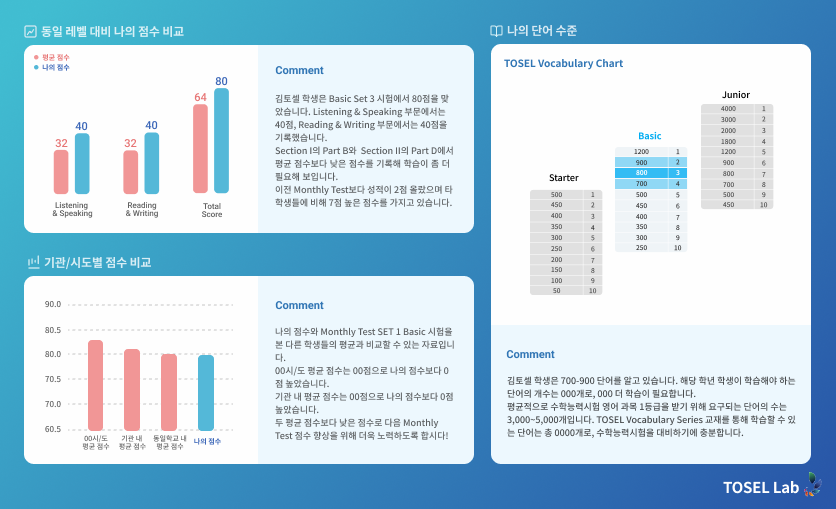 동일 레벨 대비 나의 점수 비교
평균 점수
나의 점수
32
40
32
40
64
80
Listening
& Speaking
Reading
& Writing
Total
Score
Comment
김토셀 학생은 Basic Set 3 시험에서 80점을 맞
았습니다. Listening & Speaking 부문에서는
40점, Reading & Writing 부문에서는 40점을
기록했습니다.
Section I의 Part B와 Section II의 Part D에서
평균 점수보다 낮은 점수를 기록해 학습이 좀 더
필요해 보입니다.
이전 Monthly Test보다 성적이 2점 올랐으며 타
학생들에 비해 7점 높은 점수를 가지고 있습니다.
기관/시도별 점수 비교
90.0
80.5
80.0
70.5
70.0
60.5
00시/도
평균 점수
기관 내
평균 점수
동일학교 내
평균 점수
나의 점수
Comment
나의 점수와 Monthly Test SET 1 Basic 시험을
본 다른 학생들의 평균과 비교할 수 있는 자료입니
다.
00시/도 평균 점수는 00점으로 나의 점수보다 0
점 높았습니다.
기관 내 평균 점수는 00점으로 나의 점수보다 0점
높았습니다.
두 평균 점수보다 낮은 점수로 다음 Monthly
Test 점수 향상을 위해 더욱 노력하도록 합시다!
나의 단어 수준
TOSEL Vocabulary Chart
Starter
500 1
450 2
400 3
350 4
300 5
250 6
200 7
150 8
100 9
50 10
Basic
1200 1
900 2
800 3
700 4
500 5
450 6
400 7
350 8
300 9
250 10
Junior
4000 1
3000 2
2000 3
1800 4
1200 5
900 6
800 7
700 8
500 9
450 10
Comment
김토셀 학생은 700-900 단어를 알고 있습니다. 해당 학년 학생이 학습해야 하는
단어의 개수는 000개로, 000 더 학습이 필요합니다.
평균적으로 수학능력시험 영어 과목 1등급을 받기 위해 요구되는 단어의 수는
3,000~5,000개입니다. TOSEL Vocabulary Series 교재를 통해 학습할 수 있
는 단어는 총 0000개로, 수학능력시험을 대비하기에 충분합니다.
TOSEL Lab